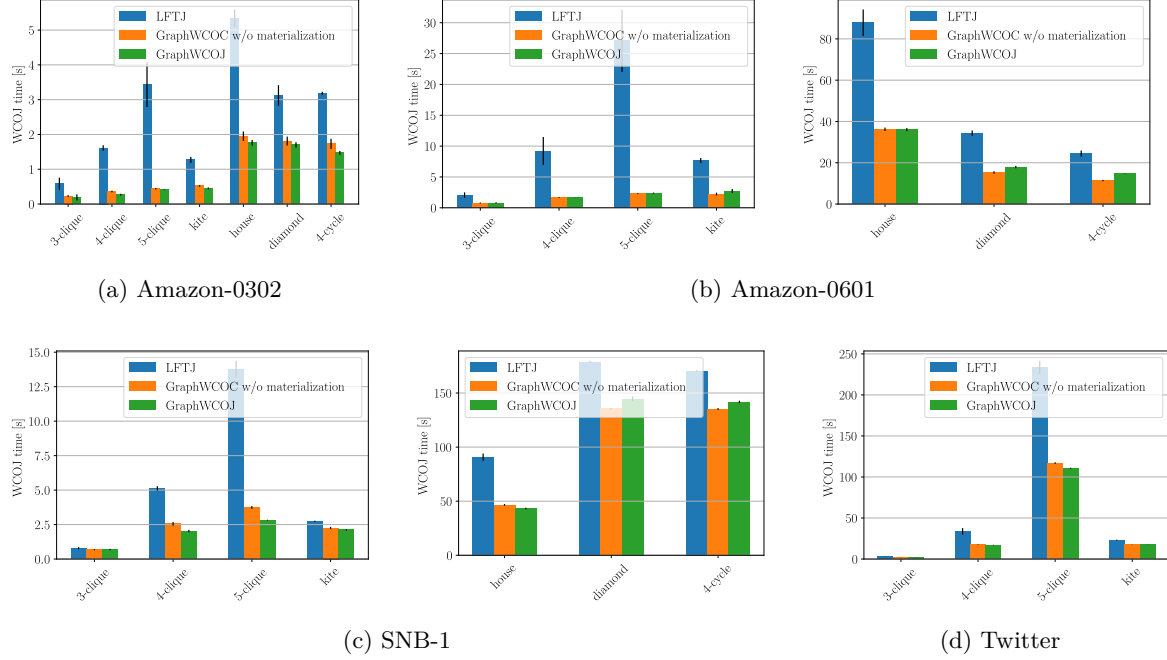 WCOJ time [s]
5
4
3
2
1
0
LFTJ
GraphWCOC w/o materialization
GraphWCOJ
3-clique
4-clique
5-clique
kite
house
diamond
4-cycle
(a) Amazon-0302
WCOJ time [s]
30
25
20
15
10
5
0
LFTJ
GraphWCOC w/o materialization
GraphWCOJ
3-clique
4-clique
5-clique
kite
WCOJ time [s]
80
60
40
20
0
LFTJ
GraphWCOC w/o materialization
GraphWCOJ
house
diamond
4-cycle
(b) Amazon-0601
WCOJ time [s]
15.0
12.5
10.0
7.5
5.0
2.5
0.0
LFTJ
GraphWCOC w/o materialization
GraphWCOJ
3-clique
4-clique
5-clique
kite
WCOJ time [s]
150
100
50
0
LFTJ
GraphWCOC w/o materialization
GraphWCOJ
house
diamond
4-cycle
(c) SNB-1
WCOJ time [s]
250
200
150
100
50
0
LFTJ
GraphWCOC w/o materialization
GraphWCOJ
3-clique
4-clique
5-clique
kite
(d) Twitter